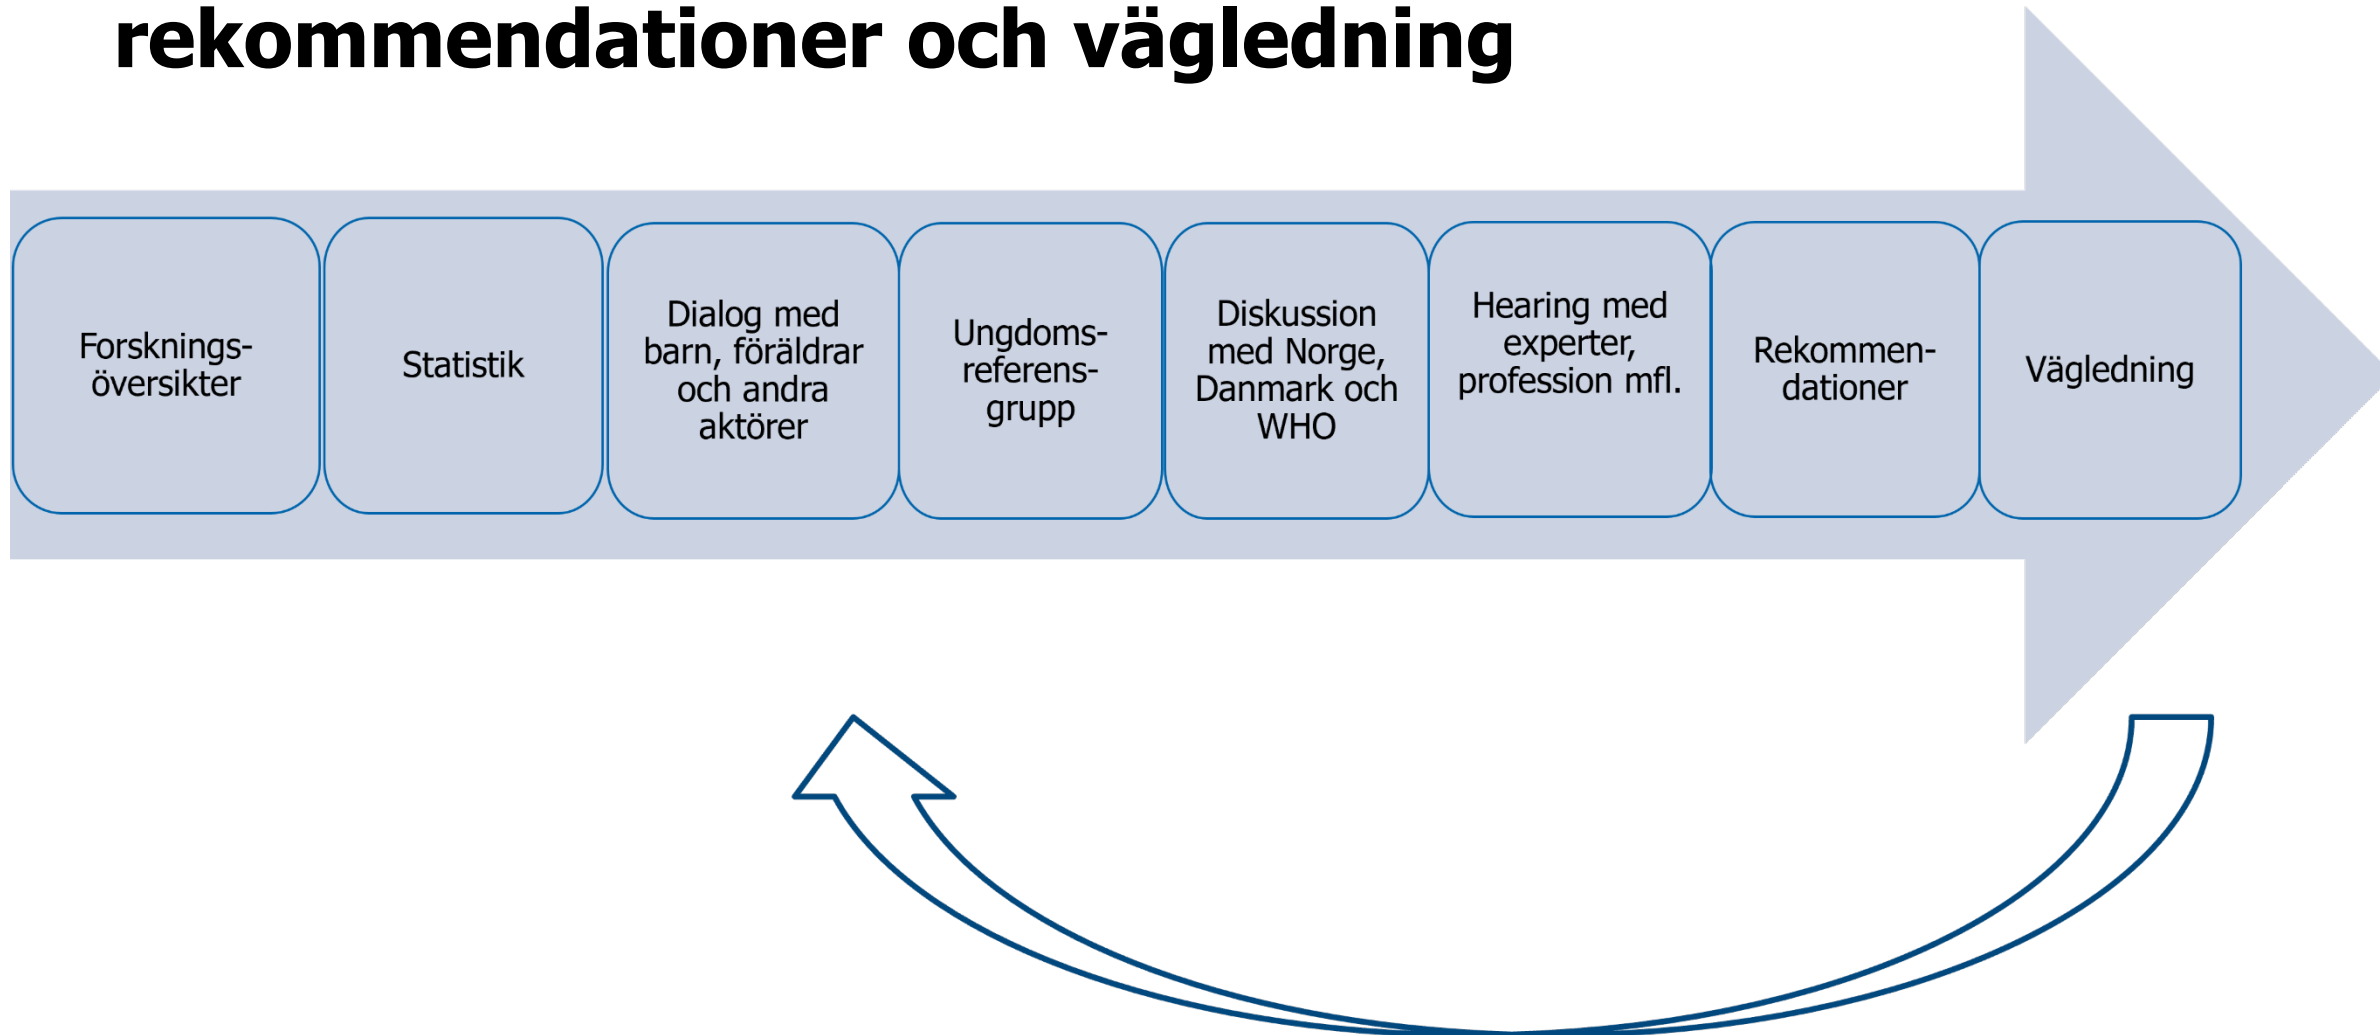 rekommendationer och vägledning
Forsknings-
översikter
Statistik
Dialog med
barn, föräldrar
och andra
aktörer
Ungdoms-
referens-
grupp
Diskussion
med Norge,
Danmark och
WHO
Hearing med
experter,
profession mfl.
Rekommen-
dationer
Vägledning